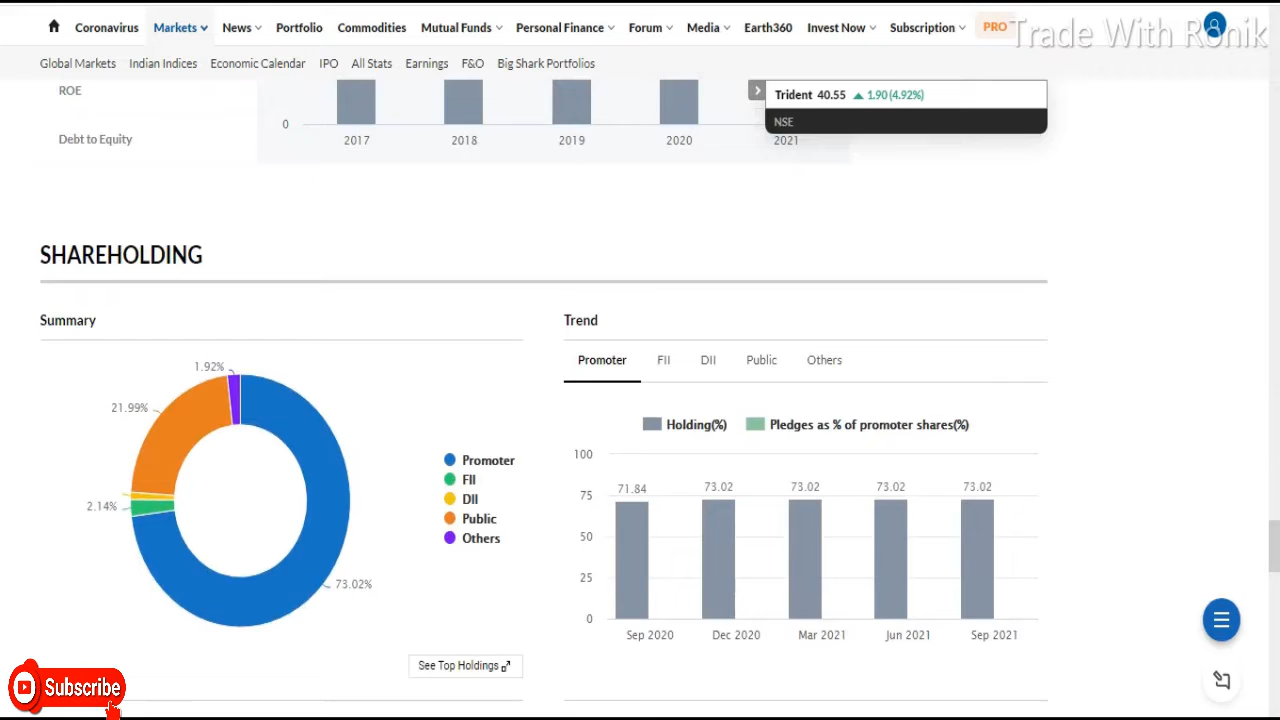 Coronavirus Markets News Portfolio Commodities Mutual Funds Personal Finance Forum Media Earth360 Invest Now Subscription PRO
Trade With Ronik
Global Markets Indian Indices Economic Calendar IPO All Stats Earnings F&O Big Shark Portfolios
ROE
Trident 40.55 ▲ 1.90 (4.92%)
NSE
0
Debt to Equity
2017 2018 2019 2020 2021
SHAREHOLDING
Summary
1.92%
21.99%
2.14%
73.02%
Promoter
FII
DII
Public
Others
See Top Holdings
Trend
Promoter FII DII Public Others
Holding(%) Pledges as % of promoter shares(%)
100
75
50
25
0
71.84 73.02 73.02 73.02 73.02
Sep 2020 Dec 2020 Mar 2021 Jun 2021 Sep 2021
Subscribe